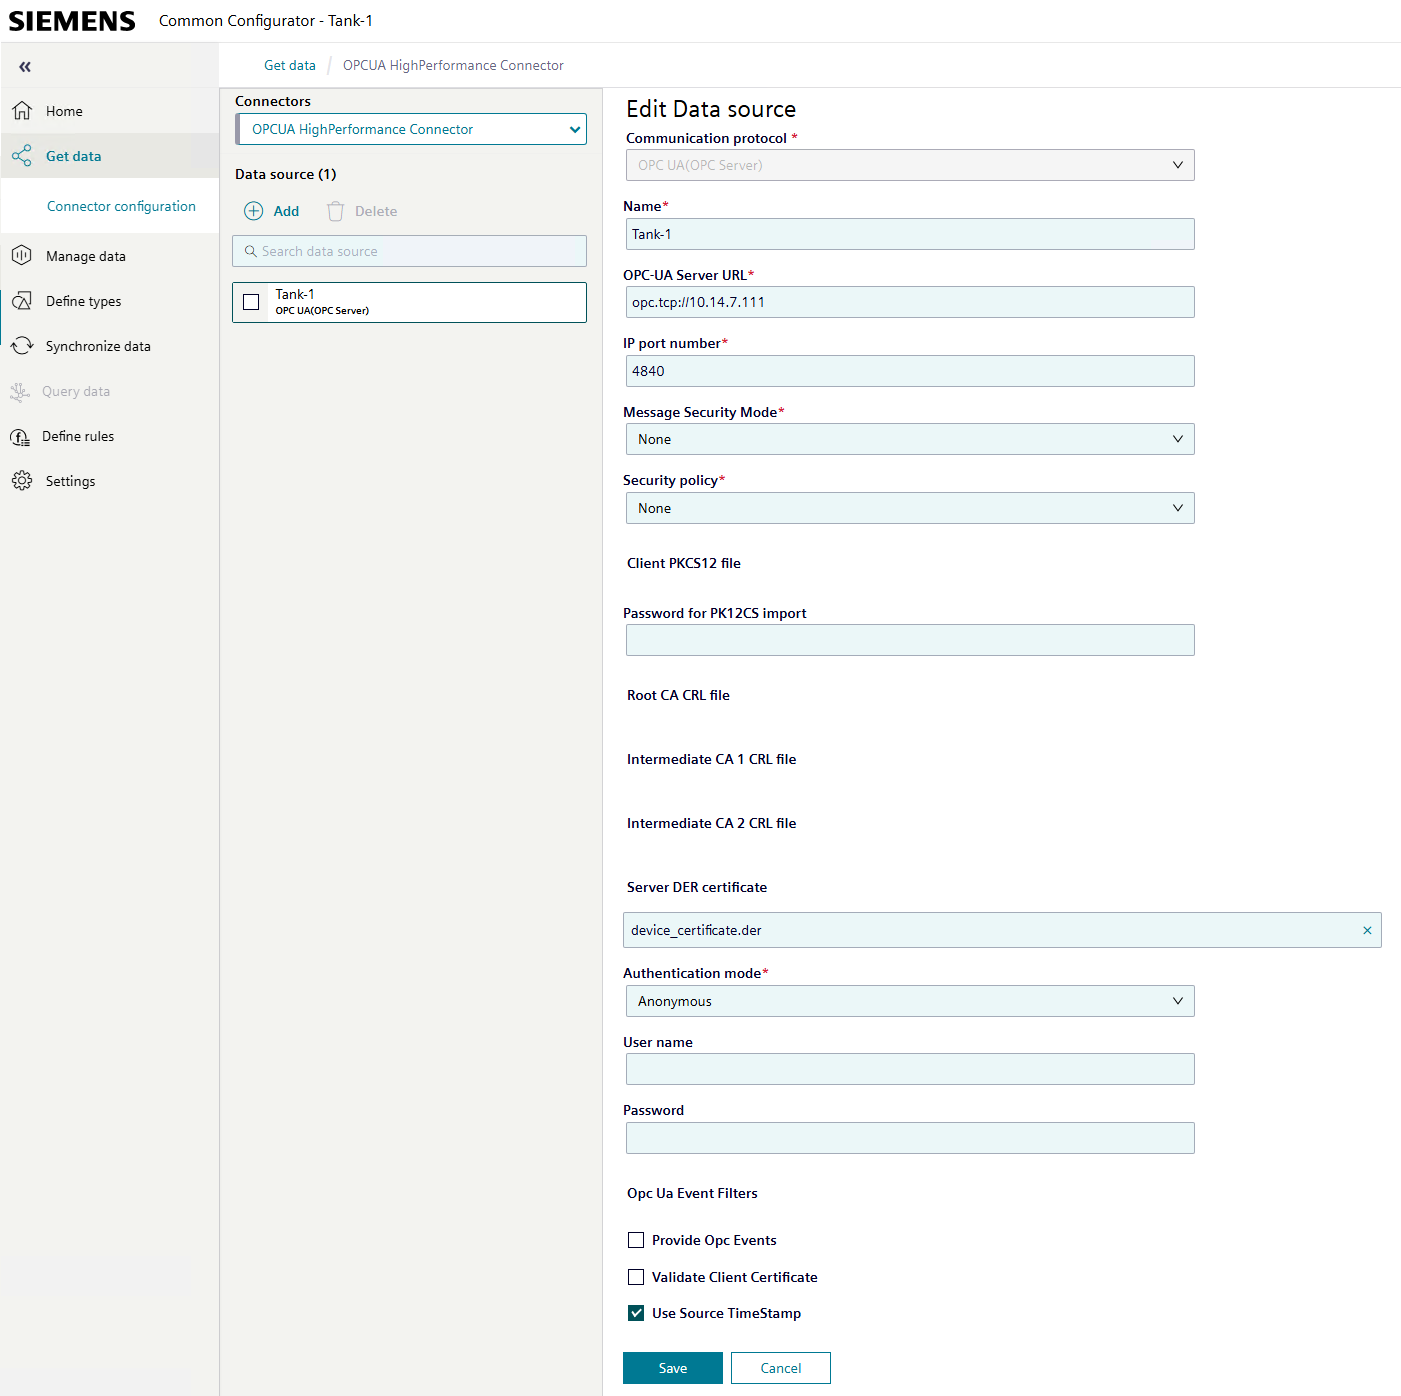 SIEMENS Common Configurator - Tank-1
«
Get data / OPCUA HighPerformance Connector
Home
Get data
Connector configuration
Manage data
Define types
Synchronize data
Query data
Define rules
Settings
Connectors
OPCUA HighPerformance Connector
Data source (1)
Add Delete
Search data source
Tank-1
OPC UA(OPC Server)
Edit Data source
Communication protocol *
OPC UA(OPC Server)
Name*
Tank-1
OPC-UA Server URL*
opc.tcp://10.14.7.111
IP port number*
4840
Message Security Mode*
None
Security policy*
None
Client PKCS12 file
Password for PK12CS import
Root CA CRL file
Intermediate CA 1 CRL file
Intermediate CA 2 CRL file
Server DER certificate
device_certificate.der ×
Authentication mode*
Anonymous
User name
Password
Opc Ua Event Filters
Provide Opc Events
Validate Client Certificate
Use Source TimeStamp
Save Cancel